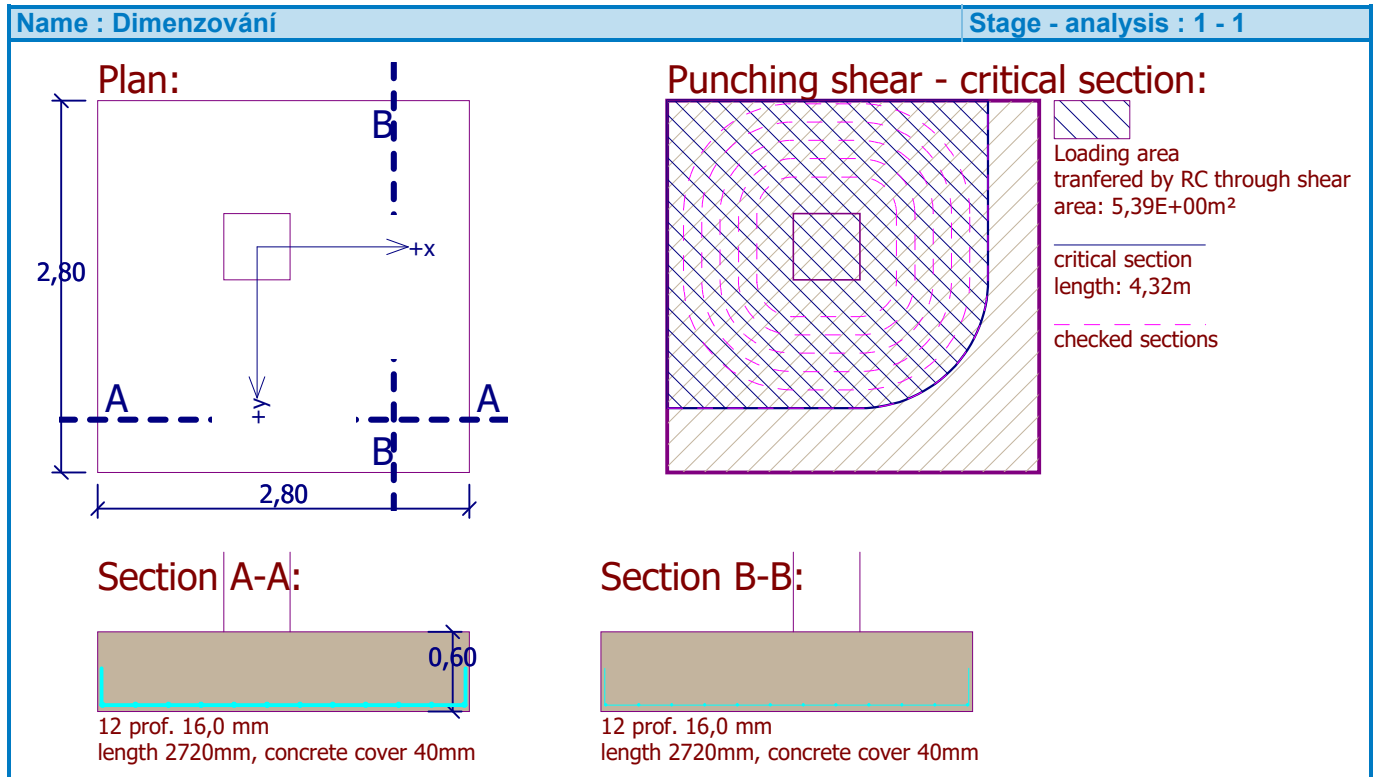 Name : Dimenzování
Stage - analysis : 1 - 1
Plan:
B
+x
2,80
A
+y
A
B
2,80
Punching shear - critical section:
Loading area
tranfered by RC through shear
area: 5,39E+00m²
critical section
length: 4,32m
checked sections
Section A-A:
0,60
12 prof. 16,0 mm
length 2720mm, concrete cover 40mm
Section B-B:
12 prof. 16,0 mm
length 2720mm, concrete cover 40mm